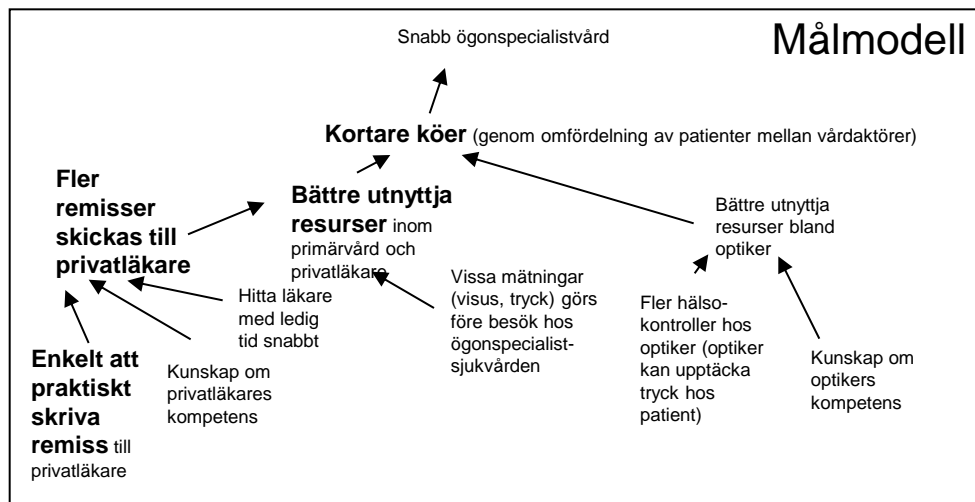 Målmodell
Snabb ögonspecialistvård
Kortare köer (genom omfördelning av patienter mellan vårdaktörer)
Fler
remisser
skickas till
privatläkare
Bättre utnyttja
resurser inom
primärvård och
privatläkare
Bättre utnyttja
resurser bland
optiker
Hitta läkare
med ledig
tid snabbt
Vissa mätningar
(visus, tryck) görs
före besök hos
ögonspecialist-
sjukvården
Fler hälso-
kontroller hos
optiker (optiker
kan upptäcka
tryck hos
patient)
Kunskap om
optikers
kompetens
Enkelt att
praktiskt
skriva
remiss till
privatläkare
Kunskap om
privatläkares
kompetens